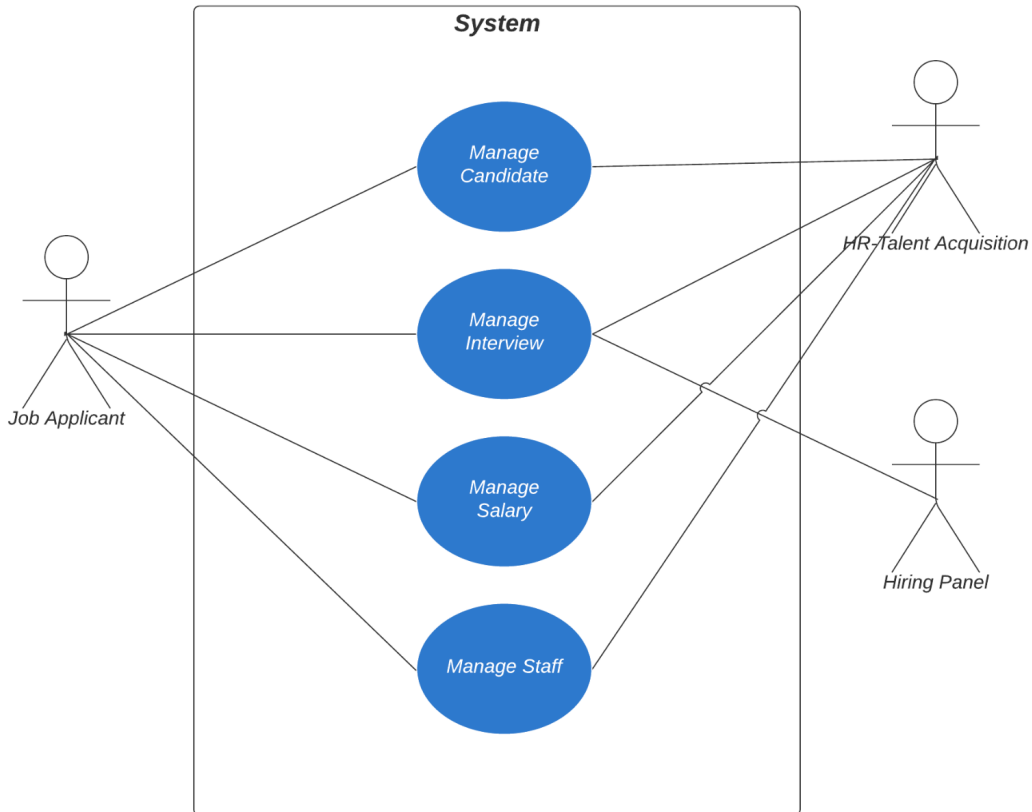 System
Manage
Candidate
HR-Talent Acquisition
Manage
Interview
Job Applicant
Manage
Salary
Hiring Panel
Manage Staff